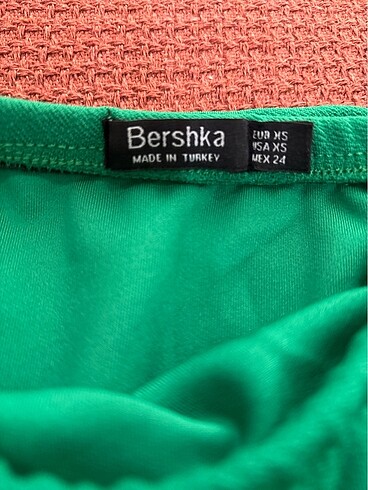 Bershka
MADE IN TURKEY
EUR XS
USA XS
MEX 24